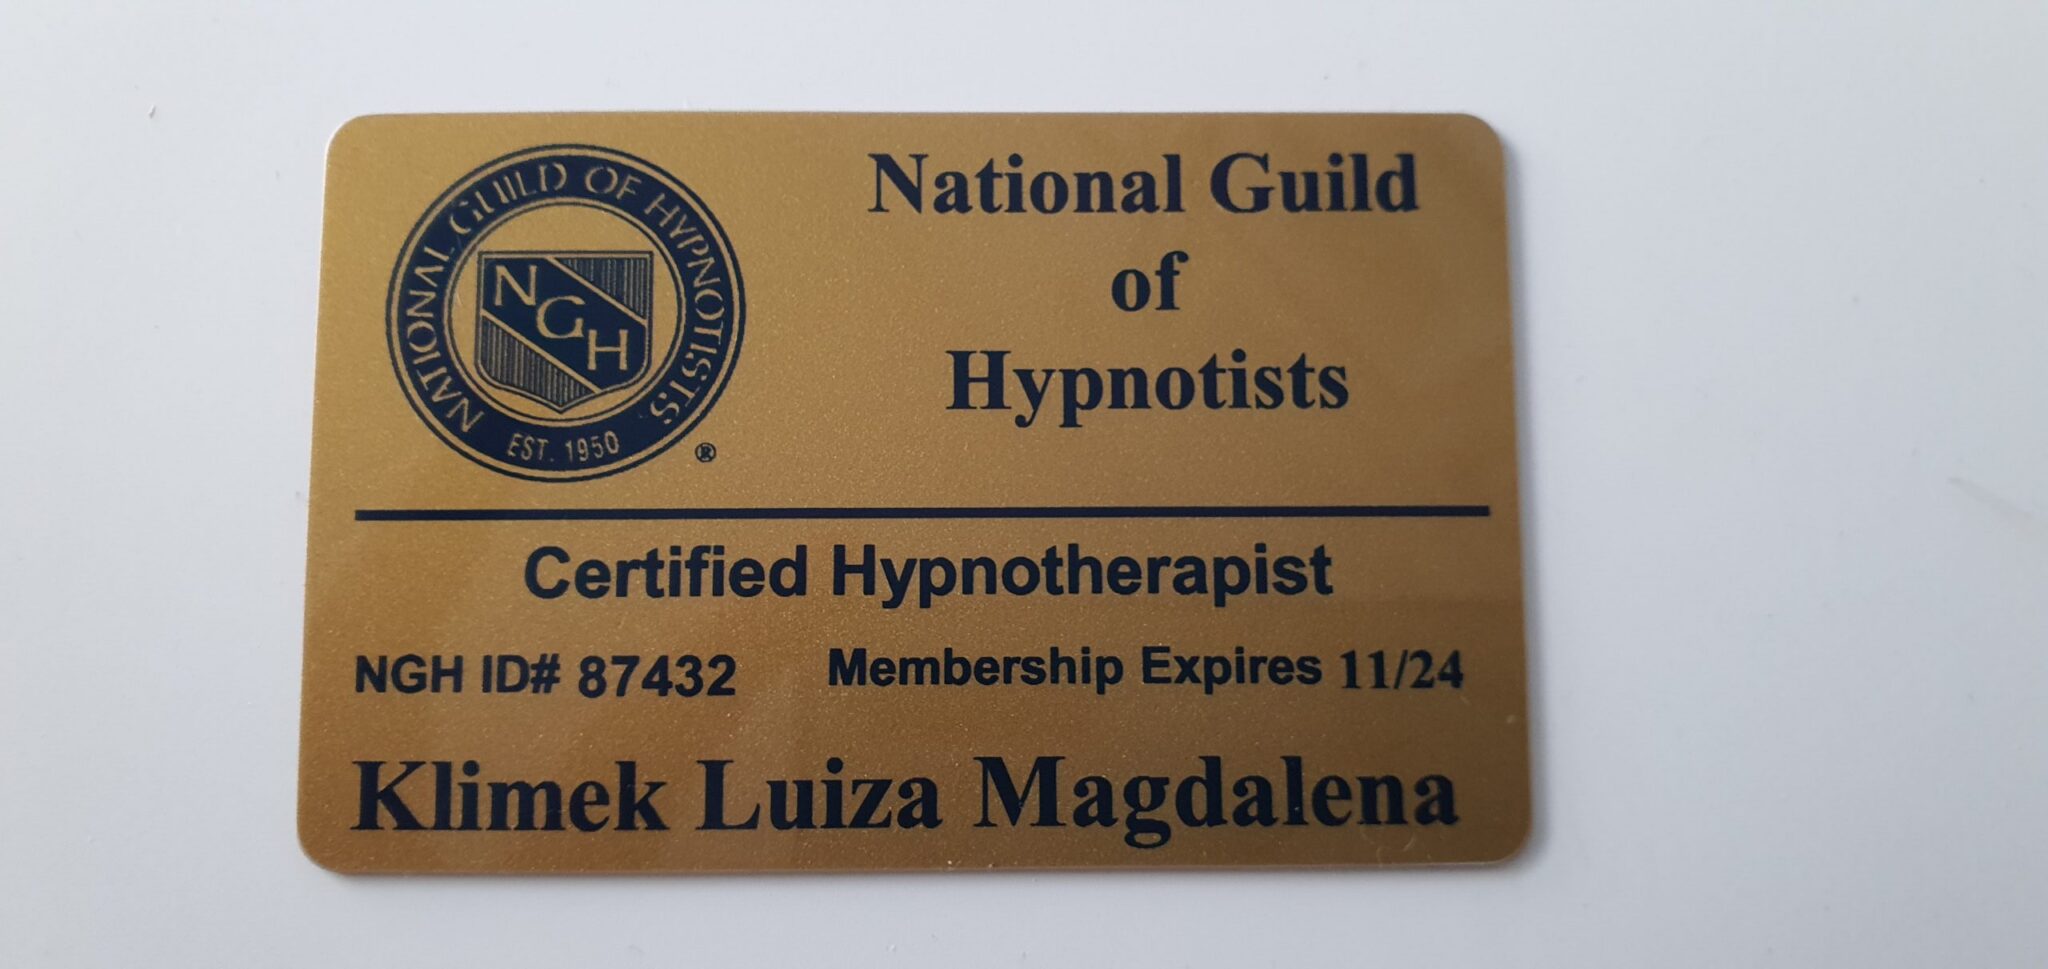 NATIONAL GUILD OF HYPNOTISTS
NGH
EST. 1950
®
National Guild
of
Hypnotists
Certified Hypnotherapist
NGH ID# 87432 Membership Expires 11/24
Klimek Luiza Magdalena